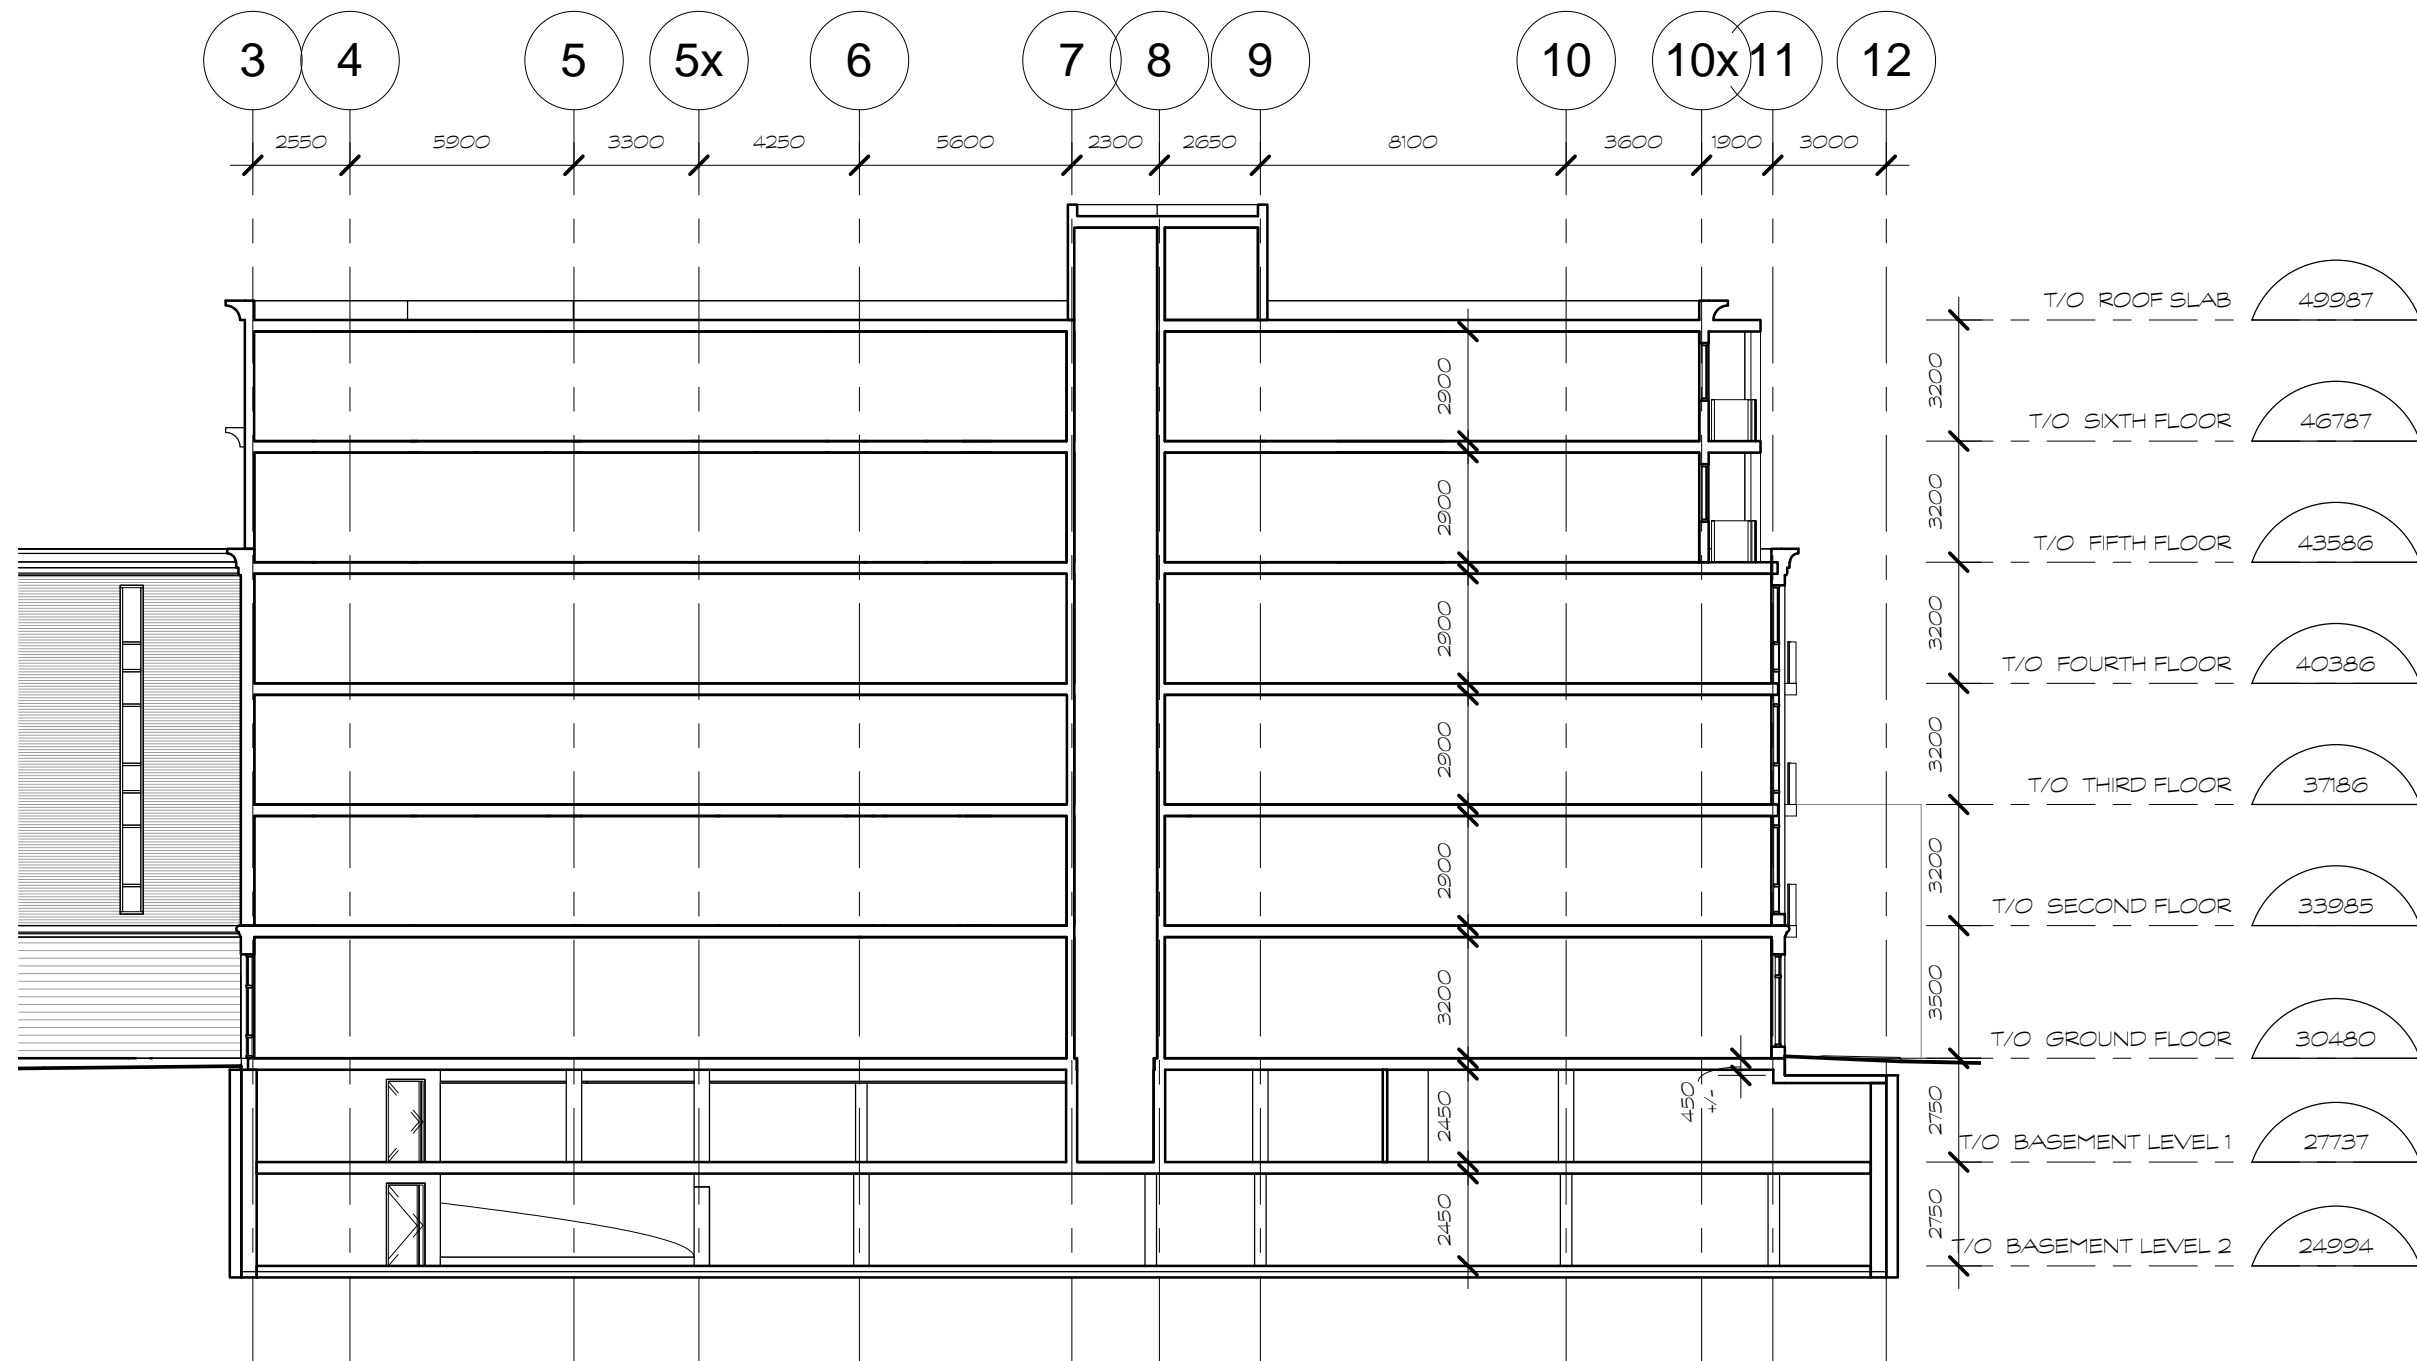 3 4 5 5x 6 7 8 9 10 10x 11 12
2550 5900 3300 4250 5600 2300 2650 8100 3600 1900 3000
T/O ROOF SLAB 49987
2900 3200
T/O SIXTH FLOOR 46787
2900 3200
T/O FIFTH FLOOR 43586
2900 3200
T/O FOURTH FLOOR 40386
2900 3200
T/O THIRD FLOOR 37186
2900 3200
T/O SECOND FLOOR 33985
3200 3500
T/O GROUND FLOOR 30480
2450 450 +/- 2750
T/O BASEMENT LEVEL 1 27737
2450 2750
T/O BASEMENT LEVEL 2 24994